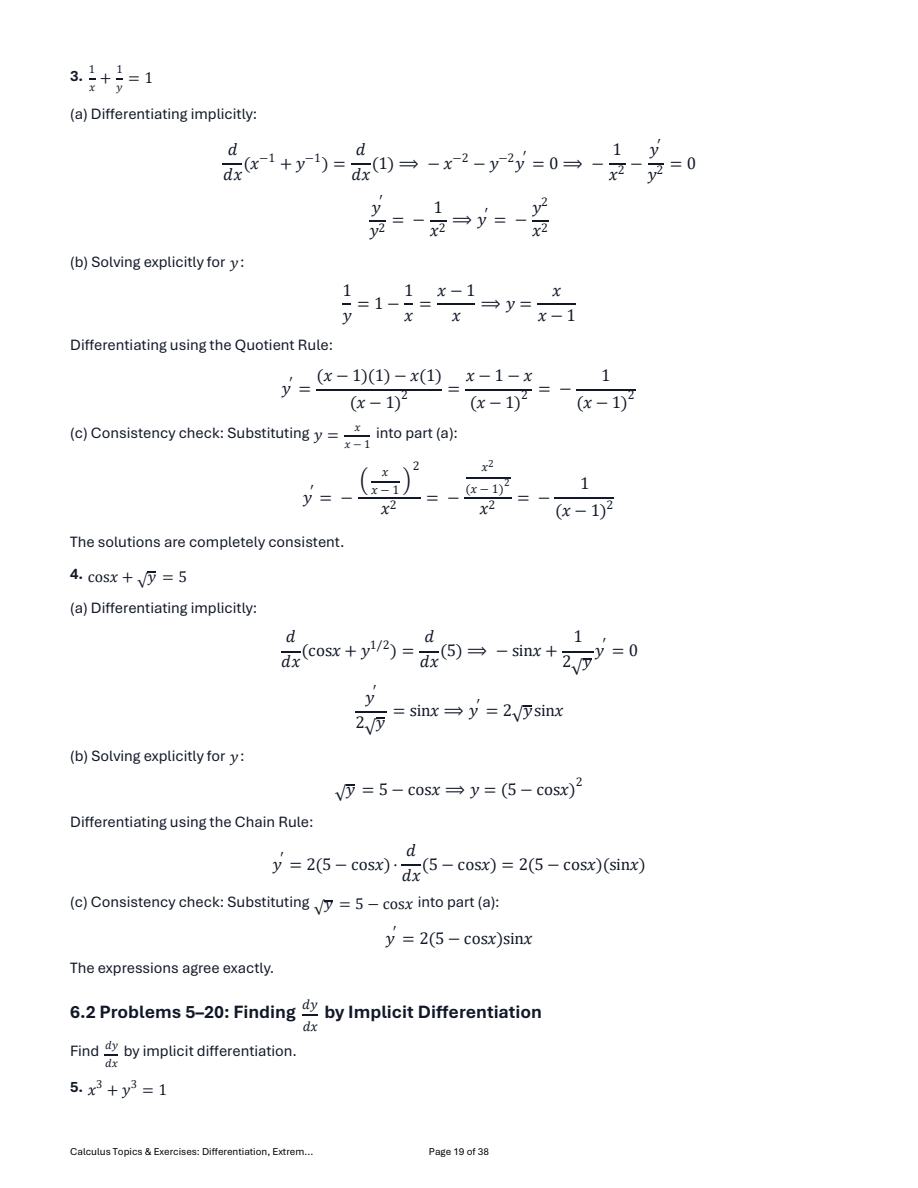 3. 1/x + 1/y = 1
(a) Differentiating implicitly:
d/dx(x⁻¹ + y⁻¹) = d/dx(1) ⟹ − x⁻² − y⁻²y′ = 0 ⟹ − 1/x² − y′/y² = 0
y′/y² = − 1/x² ⟹ y′ = − y²/x²
(b) Solving explicitly for y:
1/y = 1 − 1/x = (x − 1)/x ⟹ y = x/(x − 1)
Differentiating using the Quotient Rule:
y′ = ((x − 1)(1) − x(1))/(x − 1)² = (x − 1 − x)/(x − 1)² = − 1/(x − 1)²
(c) Consistency check: Substituting y = x/(x − 1) into part (a):
y′ = − (x/(x − 1))²/x² = − (x²/(x − 1)²)/x² = − 1/(x − 1)²
The solutions are completely consistent.
4. cosx + √y = 5
(a) Differentiating implicitly:
d/dx(cosx + y^1/2) = d/dx(5) ⟹ − sinx + 1/(2√y) y′ = 0
y′/(2√y) = sinx ⟹ y′ = 2√y sinx
(b) Solving explicitly for y:
√y = 5 − cosx ⟹ y = (5 − cosx)²
Differentiating using the Chain Rule:
y′ = 2(5 − cosx) · d/dx(5 − cosx) = 2(5 − cosx)(sinx)
(c) Consistency check: Substituting √y = 5 − cosx into part (a):
y′ = 2(5 − cosx)sinx
The expressions agree exactly.
6.2 Problems 5–20: Finding dy/dx by Implicit Differentiation
Find dy/dx by implicit differentiation.
5. x³ + y³ = 1
Calculus Topics & Exercises: Differentiation, Extrem... Page 19 of 38